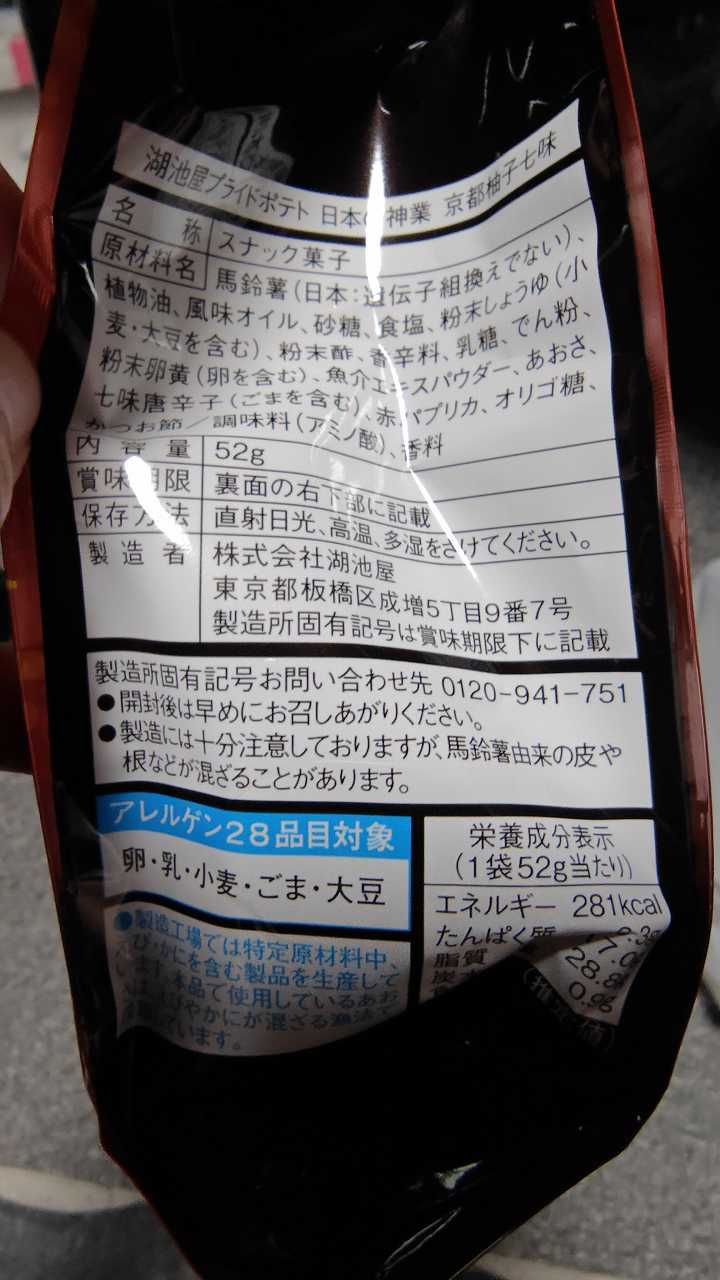 湖池屋プライドポテト 日本の神業 京都柚子七味
名称 スナック菓子
原材料名 馬鈴薯(日本:遺伝子組換えでない)、
植物油、風味オイル、砂糖、食塩、粉末しょうゆ(小
麦・大豆を含む)、粉末酢、香辛料、乳糖、でん粉、
粉末卵黄(卵を含む)、魚介エキスパウダー、あおさ、
七味唐辛子(ごまを含む)、赤パプリカ、オリゴ糖、
かつお節/調味料(アミノ酸)、香料
内容量 52g
賞味期限 裏面の右下部に記載
保存方法 直射日光、高温、多湿をさけてください。
製造者 株式会社湖池屋
東京都板橋区成増5丁目9番7号
製造所固有記号は賞味期限下に記載
製造所固有記号お問い合わせ先 0120-941-751
●開封後は早めにお召しあがりください。
●製造には十分注意しておりますが、馬鈴薯由来の皮や
根などが混ざることがあります。
アレルゲン28品目対象
卵・乳・小麦・ごま・大豆
●製造工場では特定原材料中、
えび・かにを含む製品を生産して
います。本品で使用しているあお
えびやかにが混ざる漁法で
います。
栄養成分表示
(1袋52g当たり)
エネルギー 281kcal
たんぱく質
脂質
28.8
0.9g
(推定値)